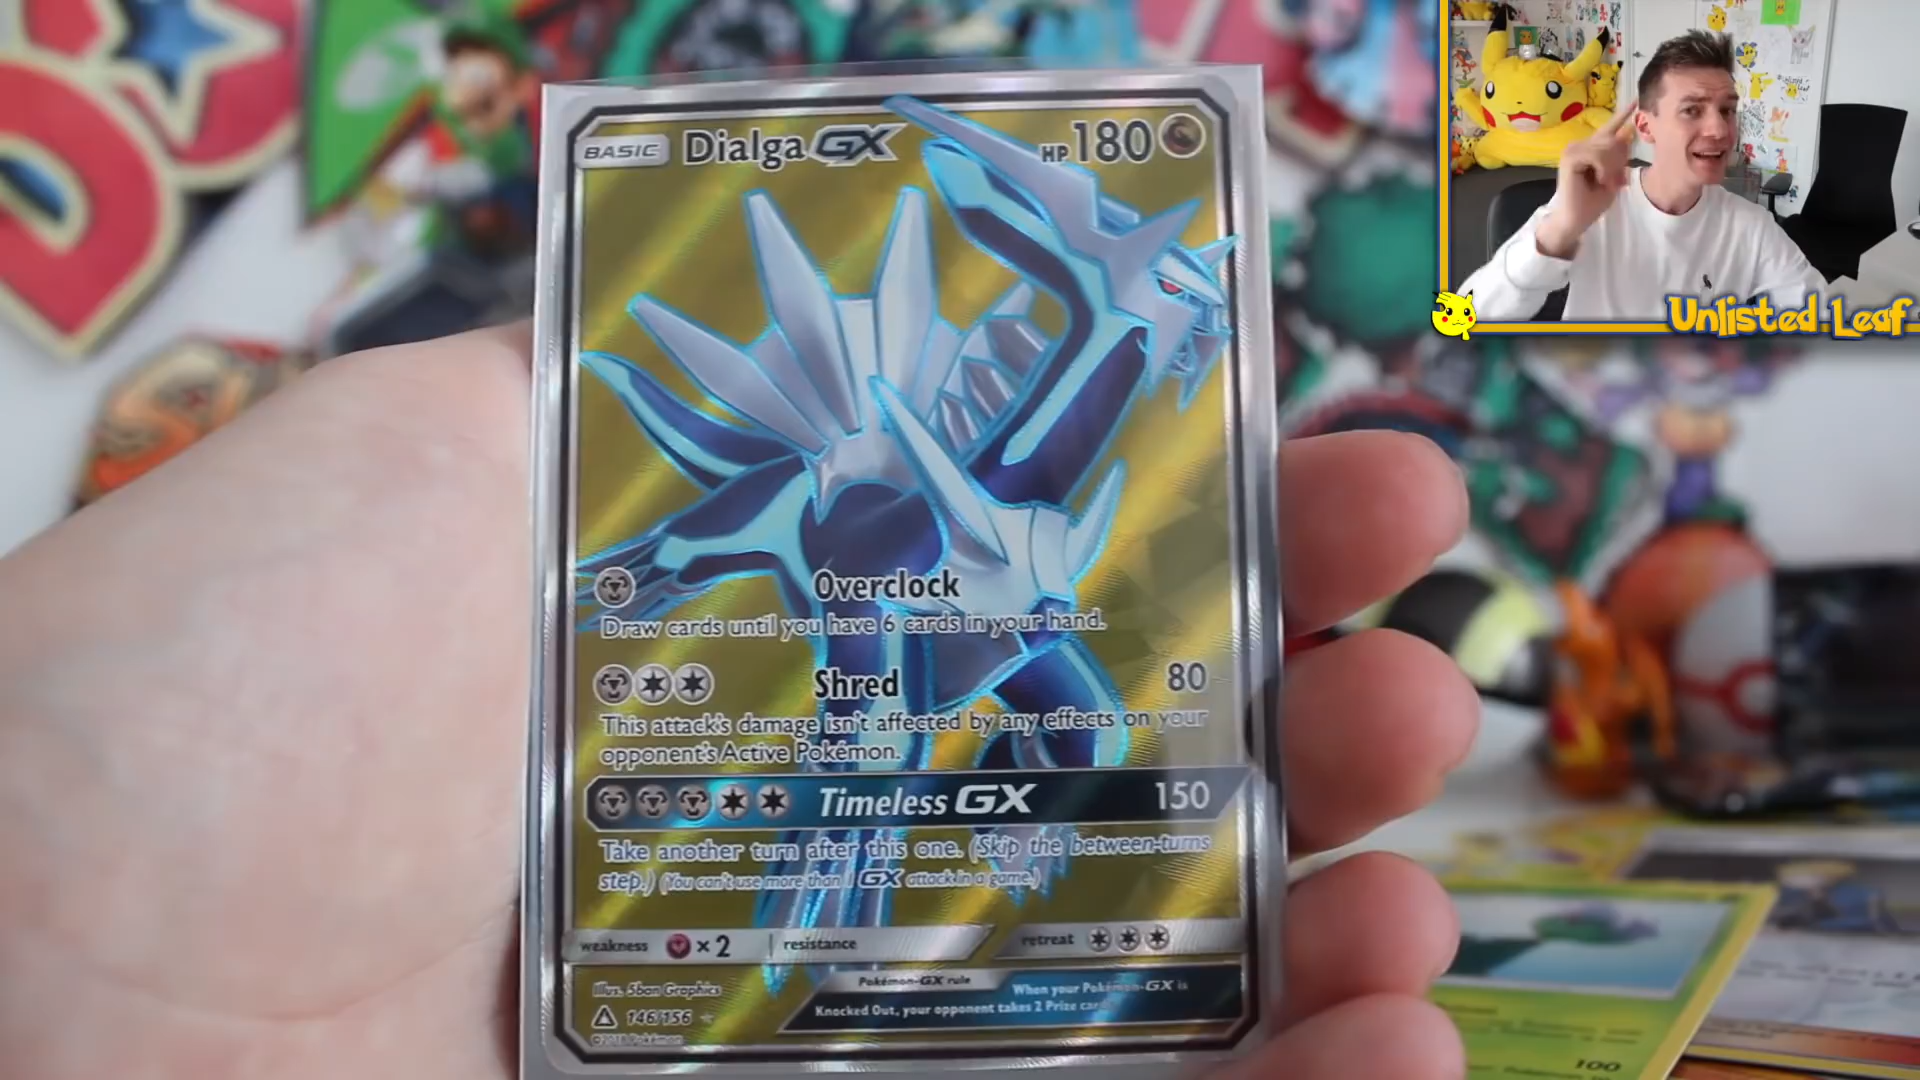 BASIC Dialga GX HP 180
Overclock
Draw cards until you have 6 cards in your hand.
Shred 80
This attack's damage isn't affected by any effects on your
opponent's Active Pokémon.
Timeless GX 150
Take another turn after this one. (Skip the between-turns
step.) (You can't use more than 1 GX attack in a game.)
weakness ×2 resistance retreat
Illus. 5ban Graphics
146/156
©2018 Pokémon
Pokémon-GX rule
When your Pokémon-GX is
Knocked Out, your opponent takes 2 Prize cards.
Unlisted Leaf
100